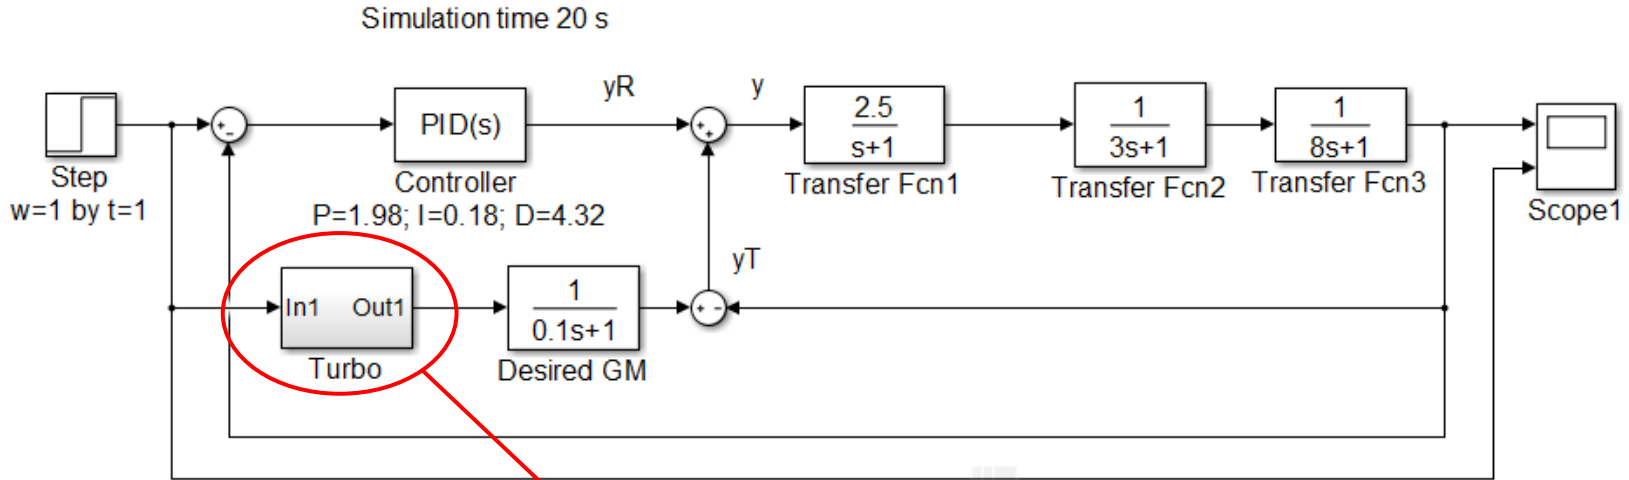 Simulation time 20 s
yR
y
PID(s)
2.5
s+1
1
3s+1
1
8s+1
Step
w=1 by t=1
Controller
P=1.98; I=0.18; D=4.32
Transfer Fcn1
Transfer Fcn2
Transfer Fcn3
Scope1
yT
In1 Out1
1
0.1s+1
Turbo
Desired GM